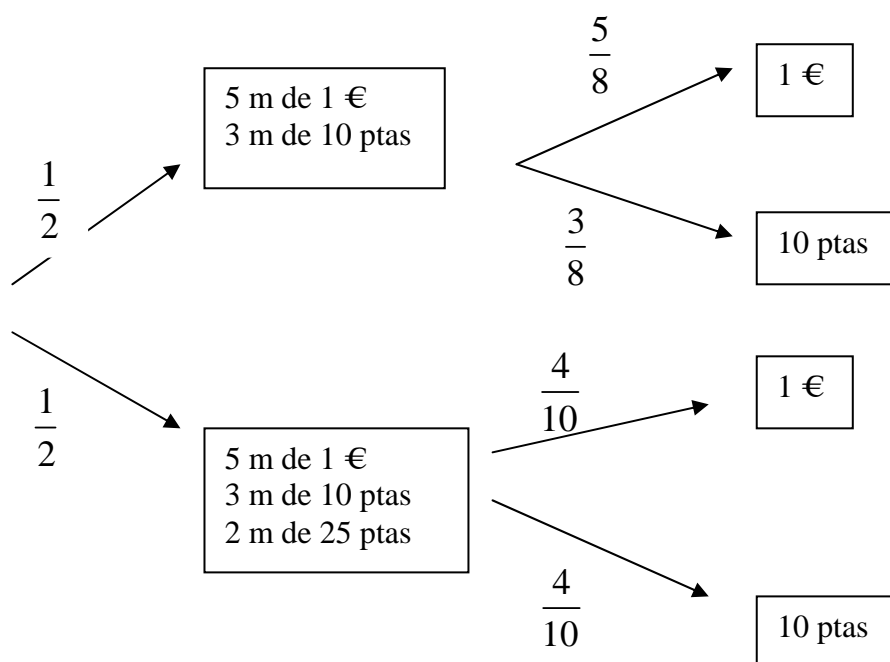 5/8
1 €
5 m de 1 €
3 m de 10 ptas
1/2
3/8
10 ptas
4/10
1 €
1/2
5 m de 1 €
3 m de 10 ptas
2 m de 25 ptas
4/10
10 ptas